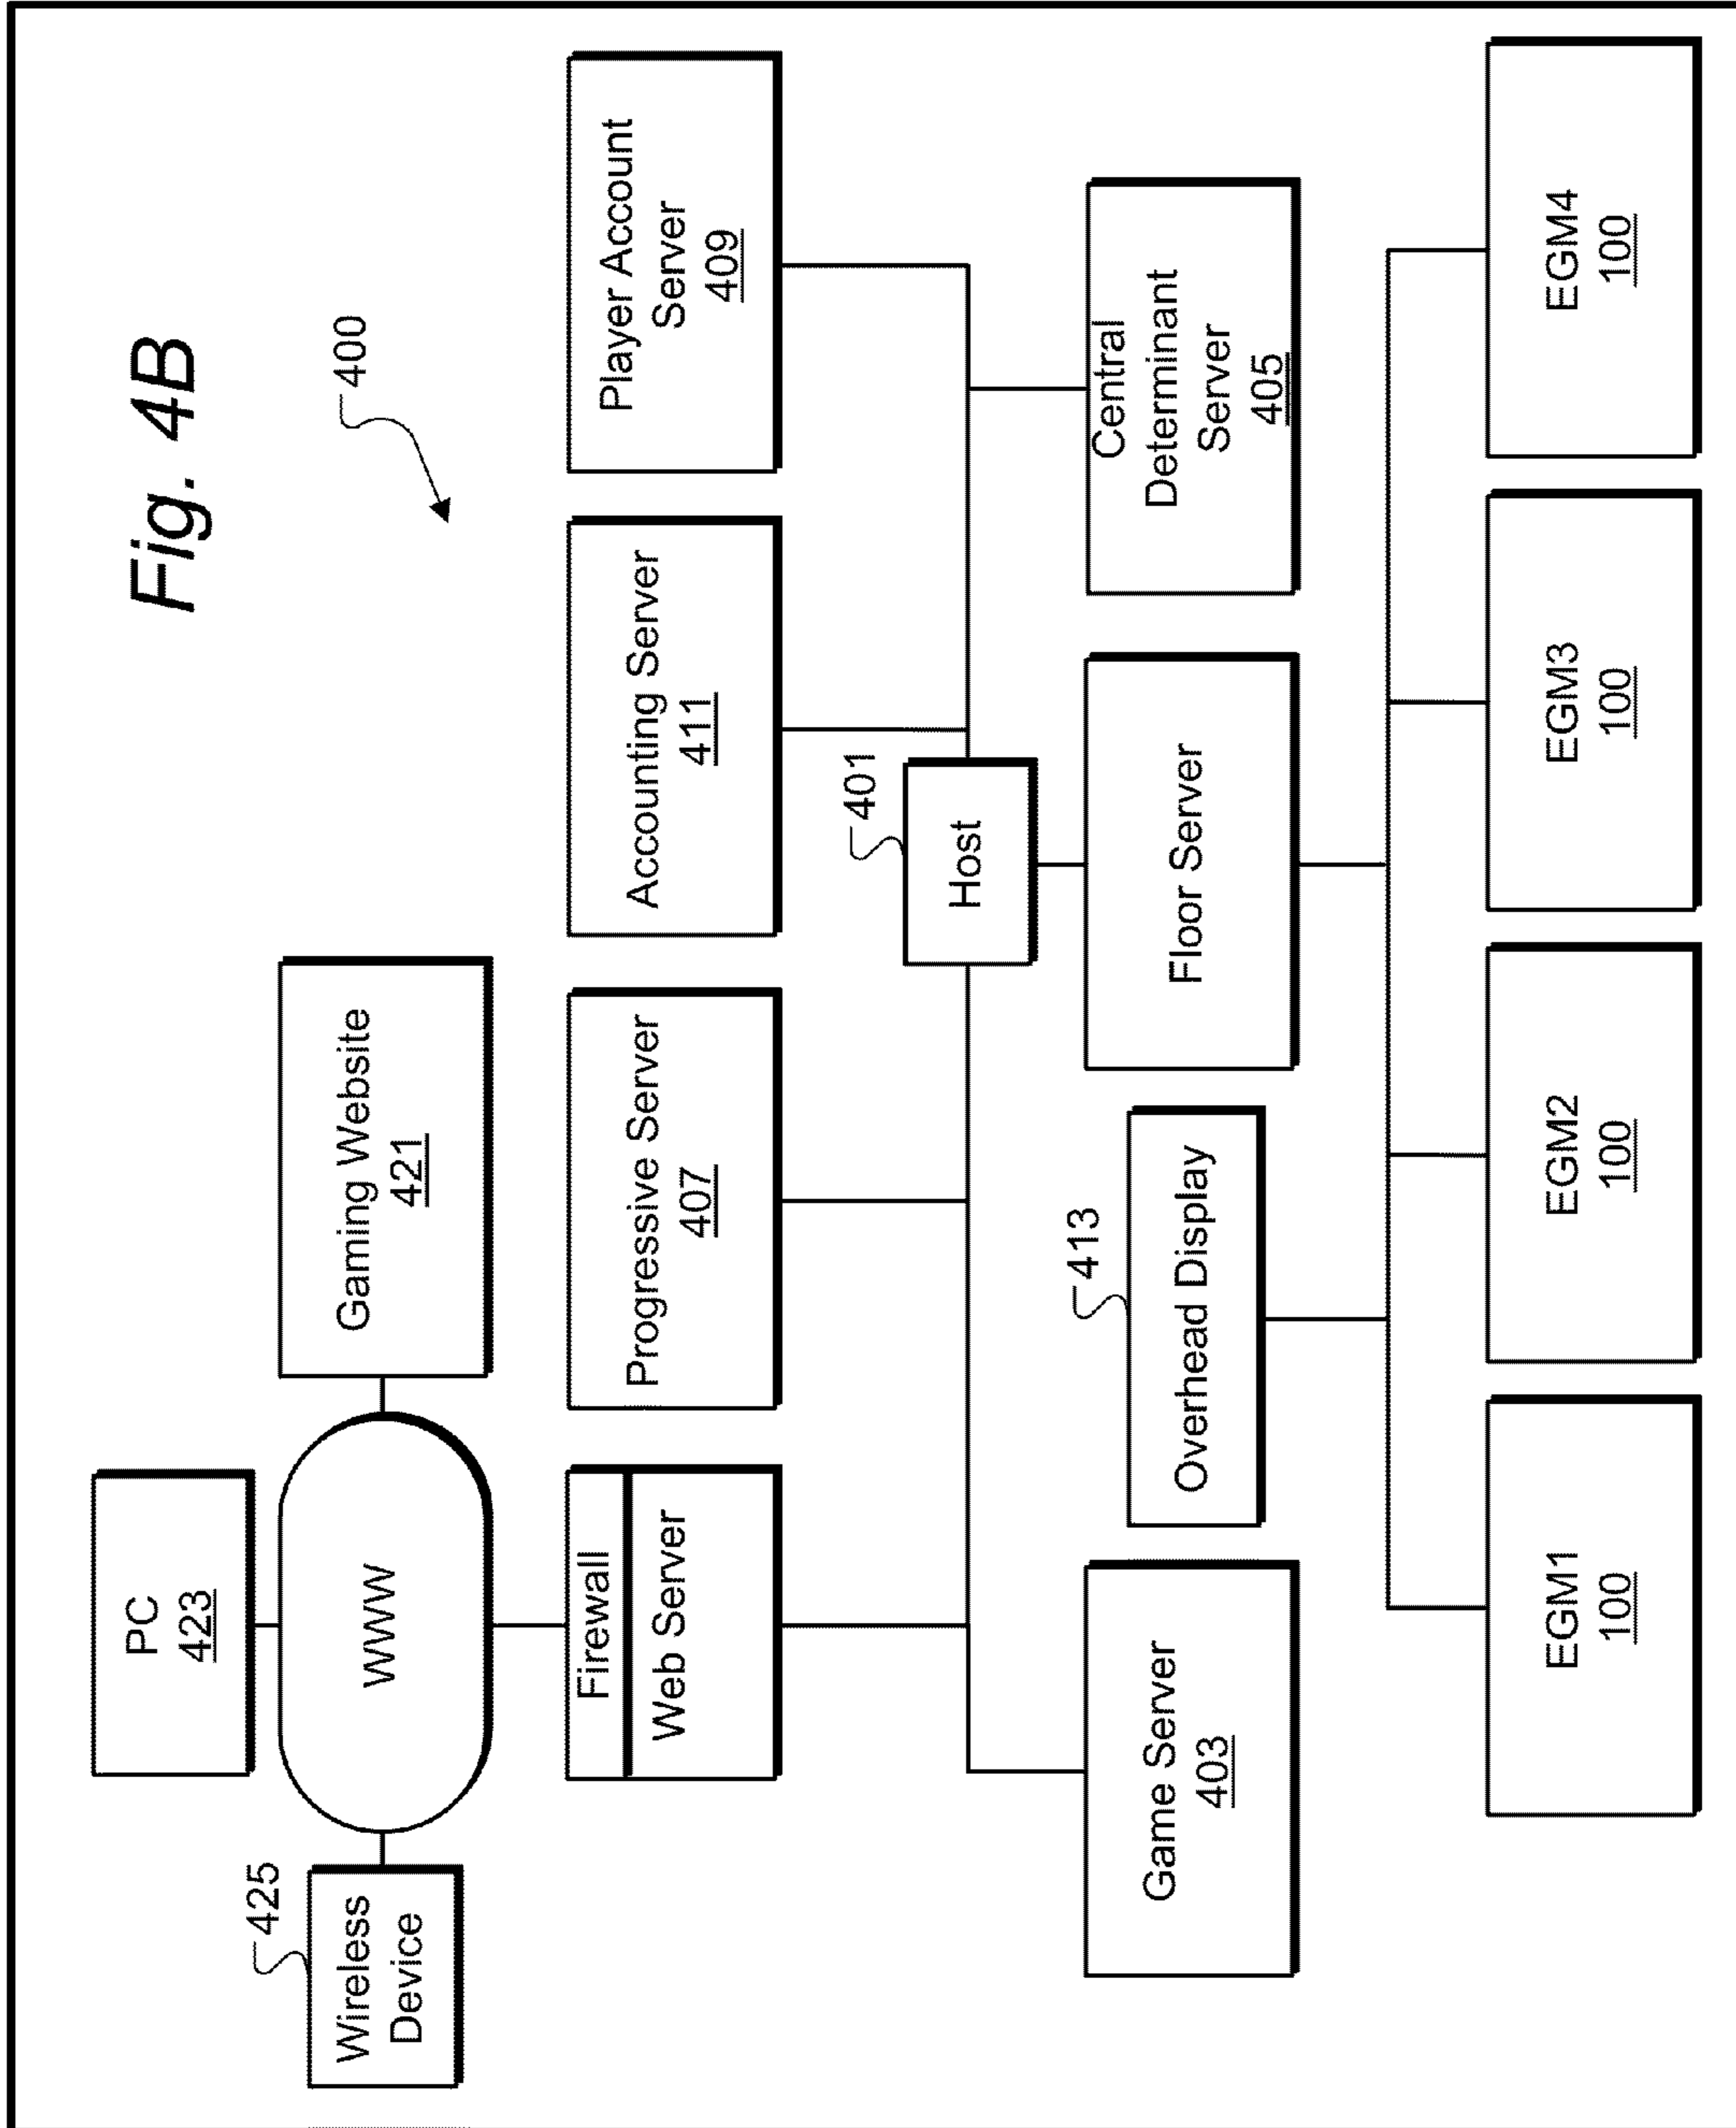 Fig. 4B
400
PC
423
WWW
Gaming Website
421
425
Wireless
Device
Firewall
Web Server
Progressive Server
407
Accounting Server
411
Player Account
Server
409
401
Host
Game Server
403
413
Overhead Display
Floor Server
Central
Determinant
Server
405
EGM1
100
EGM2
100
EGM3
100
EGM4
100